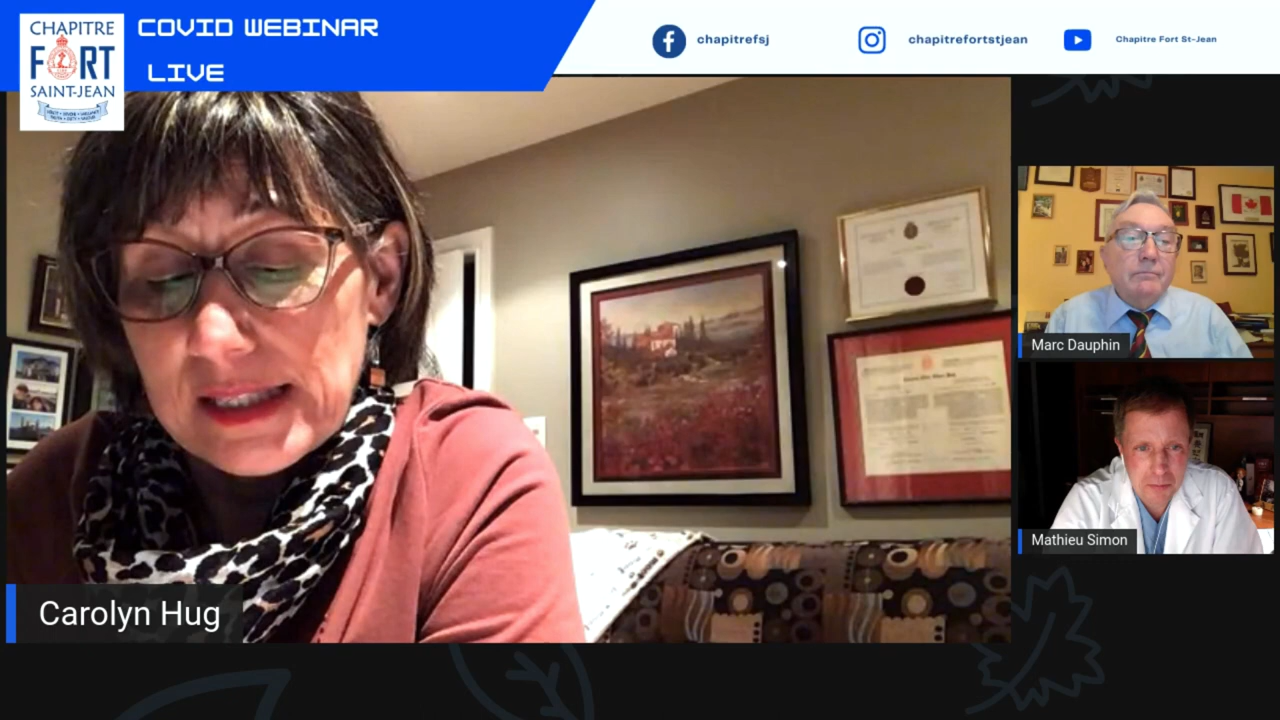 CHAPITRE
FORT
SAINT-JEAN
COVID WEBINAR
LIVE
chapitrefsj
chapitrefortstjean
Chapitre Fort St-Jean
Marc Dauphin
Mathieu Simon
Carolyn Hug